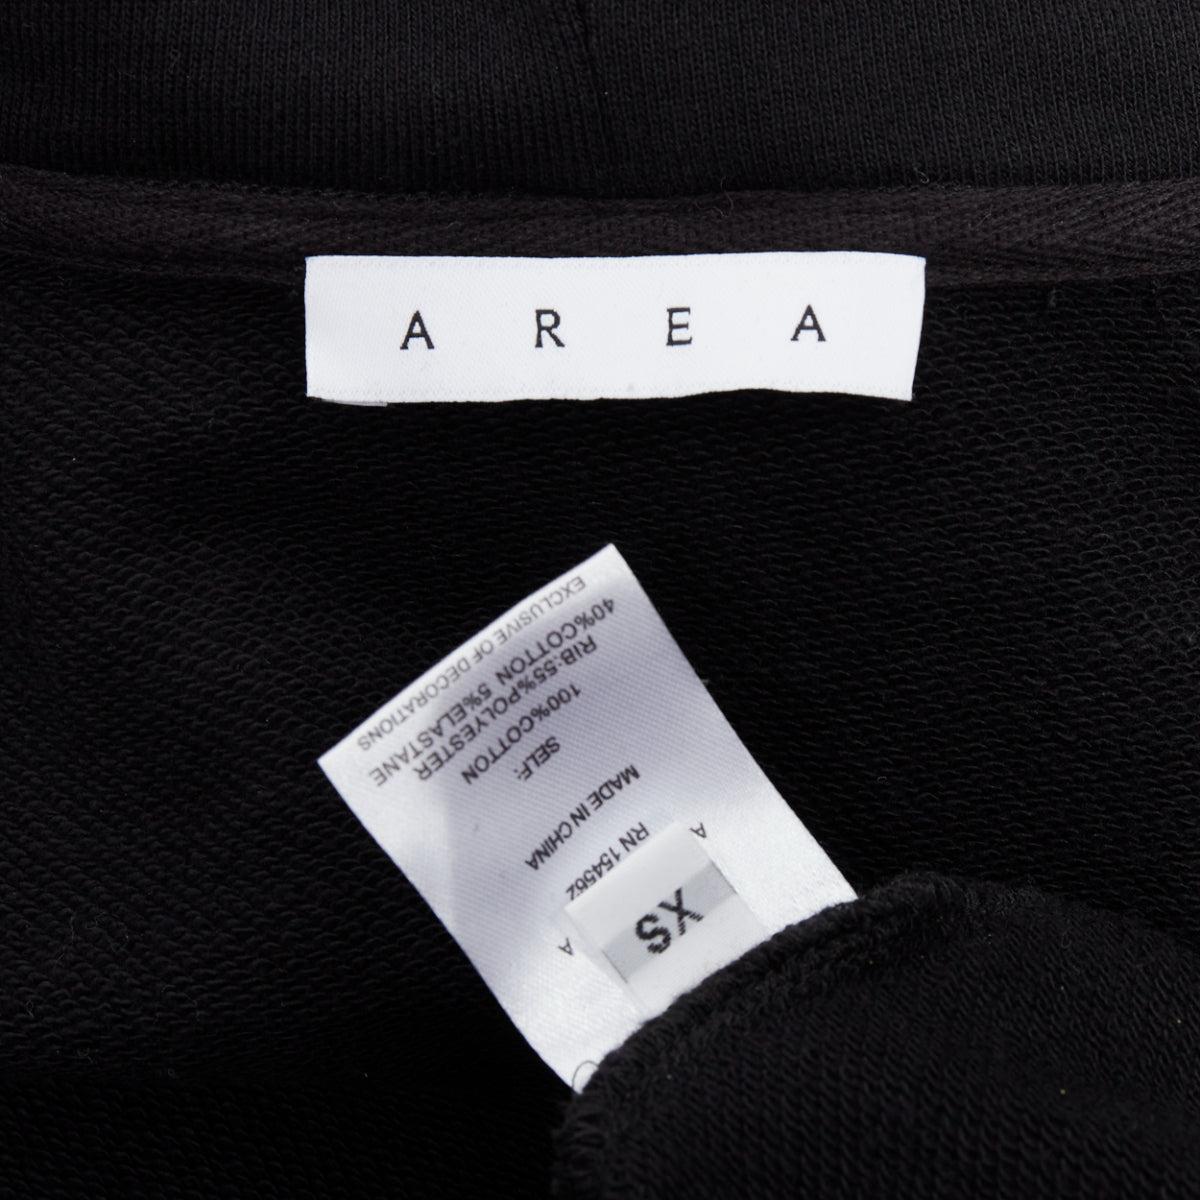 A R E A
XS
A A
RN 154562
MADE IN CHINA
SELF:
100%COTTON
RIB:55%POLYESTER
40%COTTON 5%ELASTANE
EXCLUSIVE OF DECORATIONS